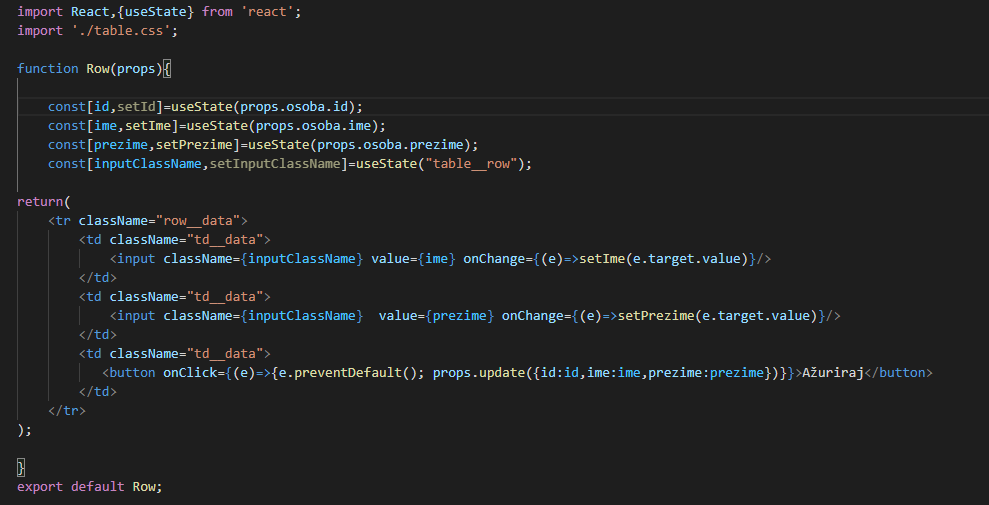 import React,{useState} from 'react';
import './table.css';
function Row(props){
const[id,setId]=useState(props.osoba.id);
const[ime,setIme]=useState(props.osoba.ime);
const[prezime,setPrezime]=useState(props.osoba.prezime);
const[inputClassName,setInputClassName]=useState("table__row");
return(
<tr className="row__data">
<td className="td__data">
<input className={inputClassName} value={ime} onChange={(e)=>setIme(e.target.value)}/>
</td>
<td className="td__data">
<input className={inputClassName}  value={prezime} onChange={(e)=>setPrezime(e.target.value)}/>
</td>
<td className="td__data">
<button onClick={(e)=>{e.preventDefault(); props.update({id:id,ime:ime,prezime:prezime})}}>Ažuriraj</button>
</td>
</tr>
);
}
export default Row;